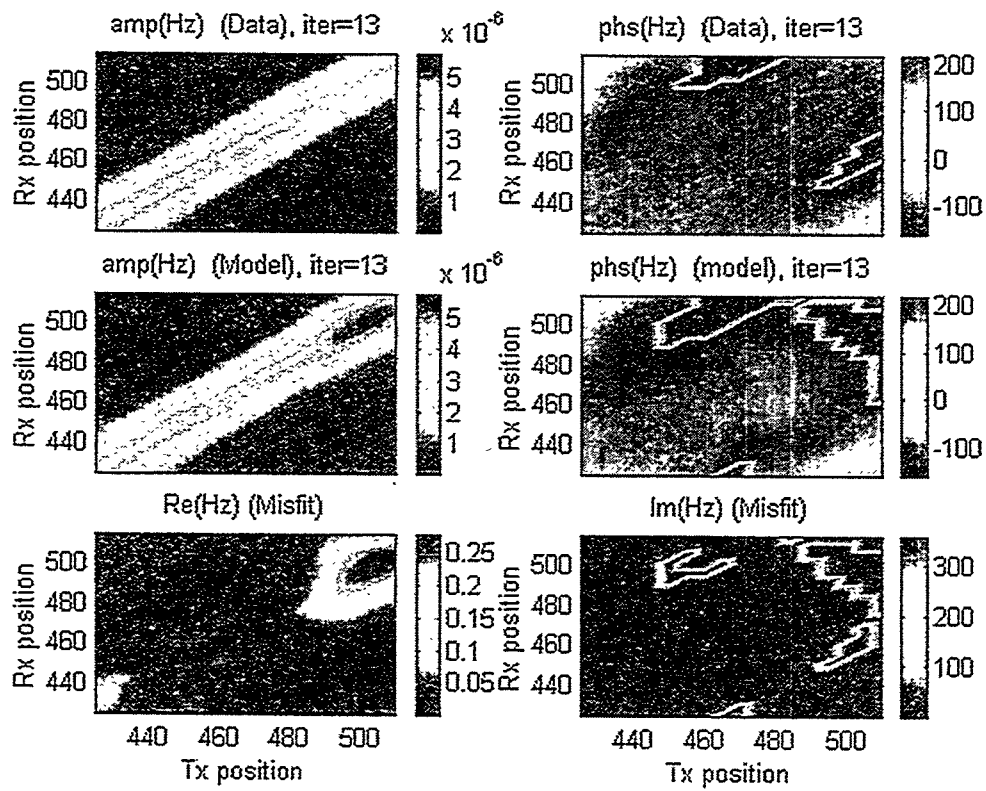 amp(Hz) (Data), iter=13
x 10^-6
500
480
460
440
Rx position
5
4
3
2
1
phs(Hz) (Data), iter=13
500
480
460
440
Rx position
200
100
0
-100
amp(Hz) (Model), iter=13
x 10^-6
500
480
460
440
Rx position
5
4
3
2
1
phs(Hz) (model), iter=13
500
480
460
440
Rx position
200
100
0
-100
Re(Hz) (Misfit)
500
480
460
440
Rx position
0.25
0.2
0.15
0.1
0.05
440 460 480 500
Tx position
Im(Hz) (Misfit)
500
480
460
440
Rx position
300
200
100
440 460 480 500
Tx position